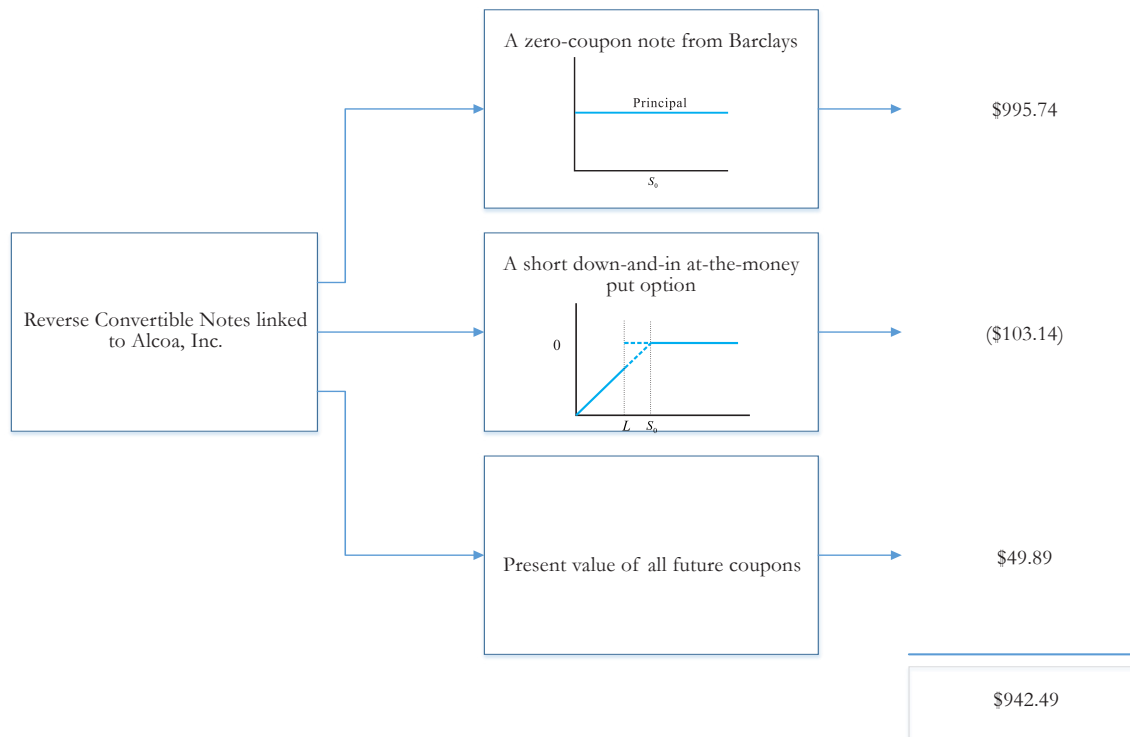 A zero-coupon note from Barclays
Principal
S₀
$995.74
Reverse Convertible Notes linked
to Alcoa, Inc.
A short down-and-in at-the-money
put option
0
L S₀
($103.14)
Present value of all future coupons
$49.89
$942.49